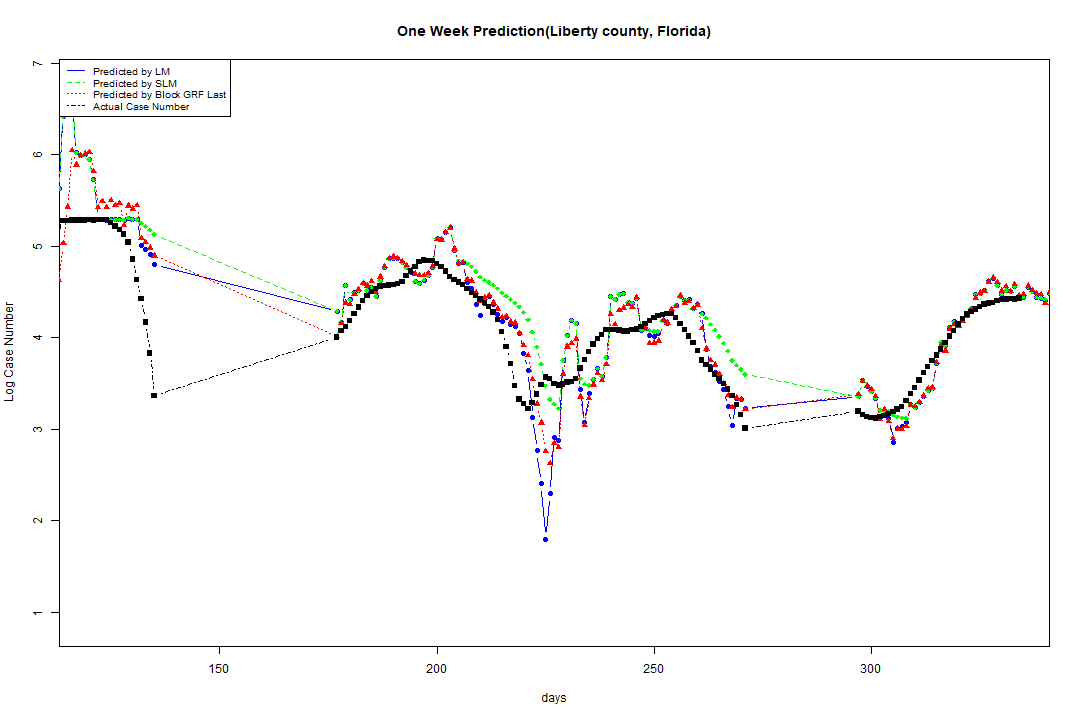 One Week Prediction(Liberty county, Florida)
7
Predicted by LM
Predicted by SLM
Predicted by Block GRF Last
Actual Case Number
6
5
4
3
2
1
Log Case Number
150 200 250 300
days